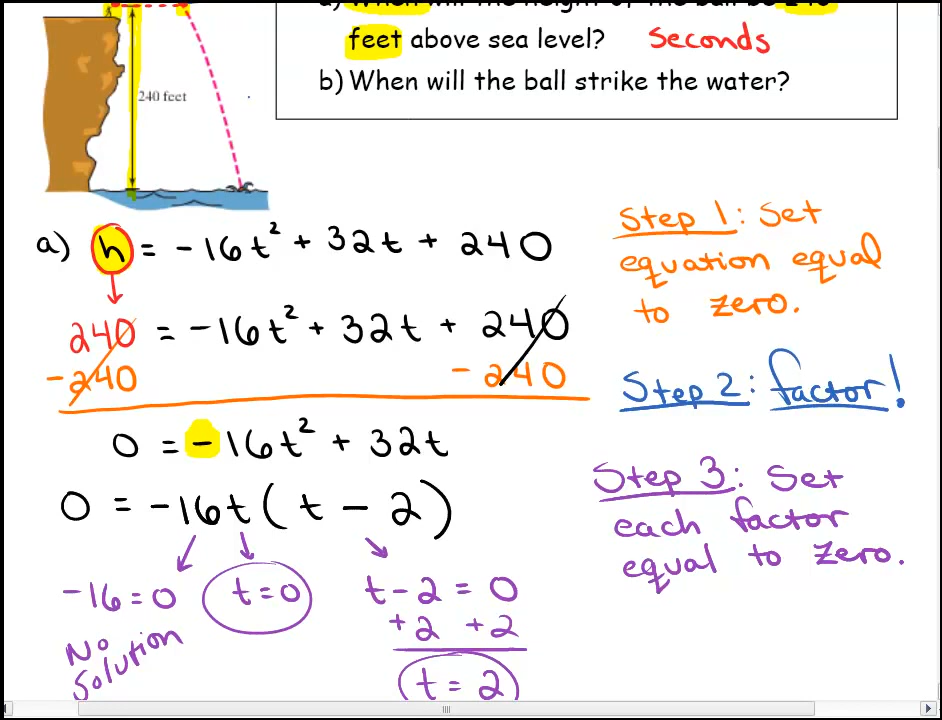 feet above sea level? Seconds
b) When will the ball strike the water?
240 feet
a) h = -16t² + 32t + 240
240 = -16t² + 32t + 240
-240 - 240
0 = -16t² + 32t
0 = -16t ( t - 2 )
-16 = 0 t = 0 t - 2 = 0
+2 +2
No
Solution
t = 2
Step 1: Set
equation equal
to zero.
Step 2: factor!
Step 3: Set
each factor
equal to zero.